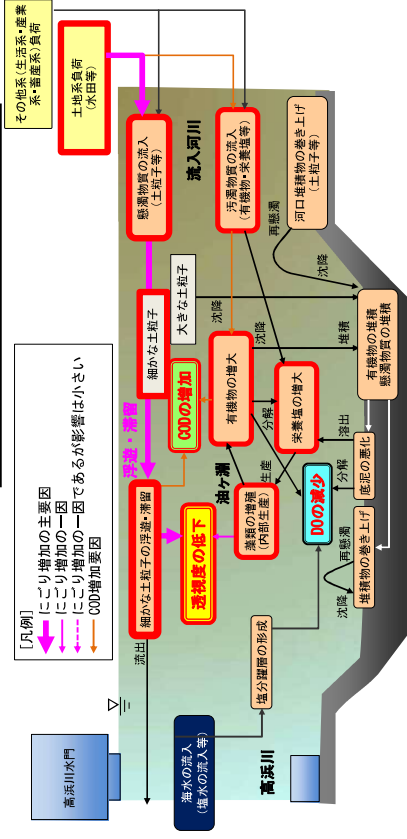 [凡例]
にごり増加の主要因
にごり増加の一因
にごり増加の一因であるが影響は小さい
COD増加要因
その他系(生活系・産業
系・畜産系)負荷
土地系負荷
(水田等)
高浜川水門
懸濁物質の流入
(土粒子等)
流入河川
汚濁物質の流入
(有機物・栄養塩等)
河口堆積物の巻き上げ
(土粒子等)
再懸濁
沈降
細かな土粒子
大きな土粒子
沈降
浮遊・滞留
CODの増加
有機物の増大
沈降
堆積
有機物の堆積
懸濁物質の堆積
分解
栄養塩の増大
溶出
油ヶ淵
生産
細かな土粒子の浮遊・滞留
透視度の低下
藻類の増殖
(内部生産)
DOの減少
分解
底泥の悪化
再懸濁
沈降
堆積物の巻き上げ
流出
塩分躍層の形成
海水の流入
(塩水の流入等)
高浜川